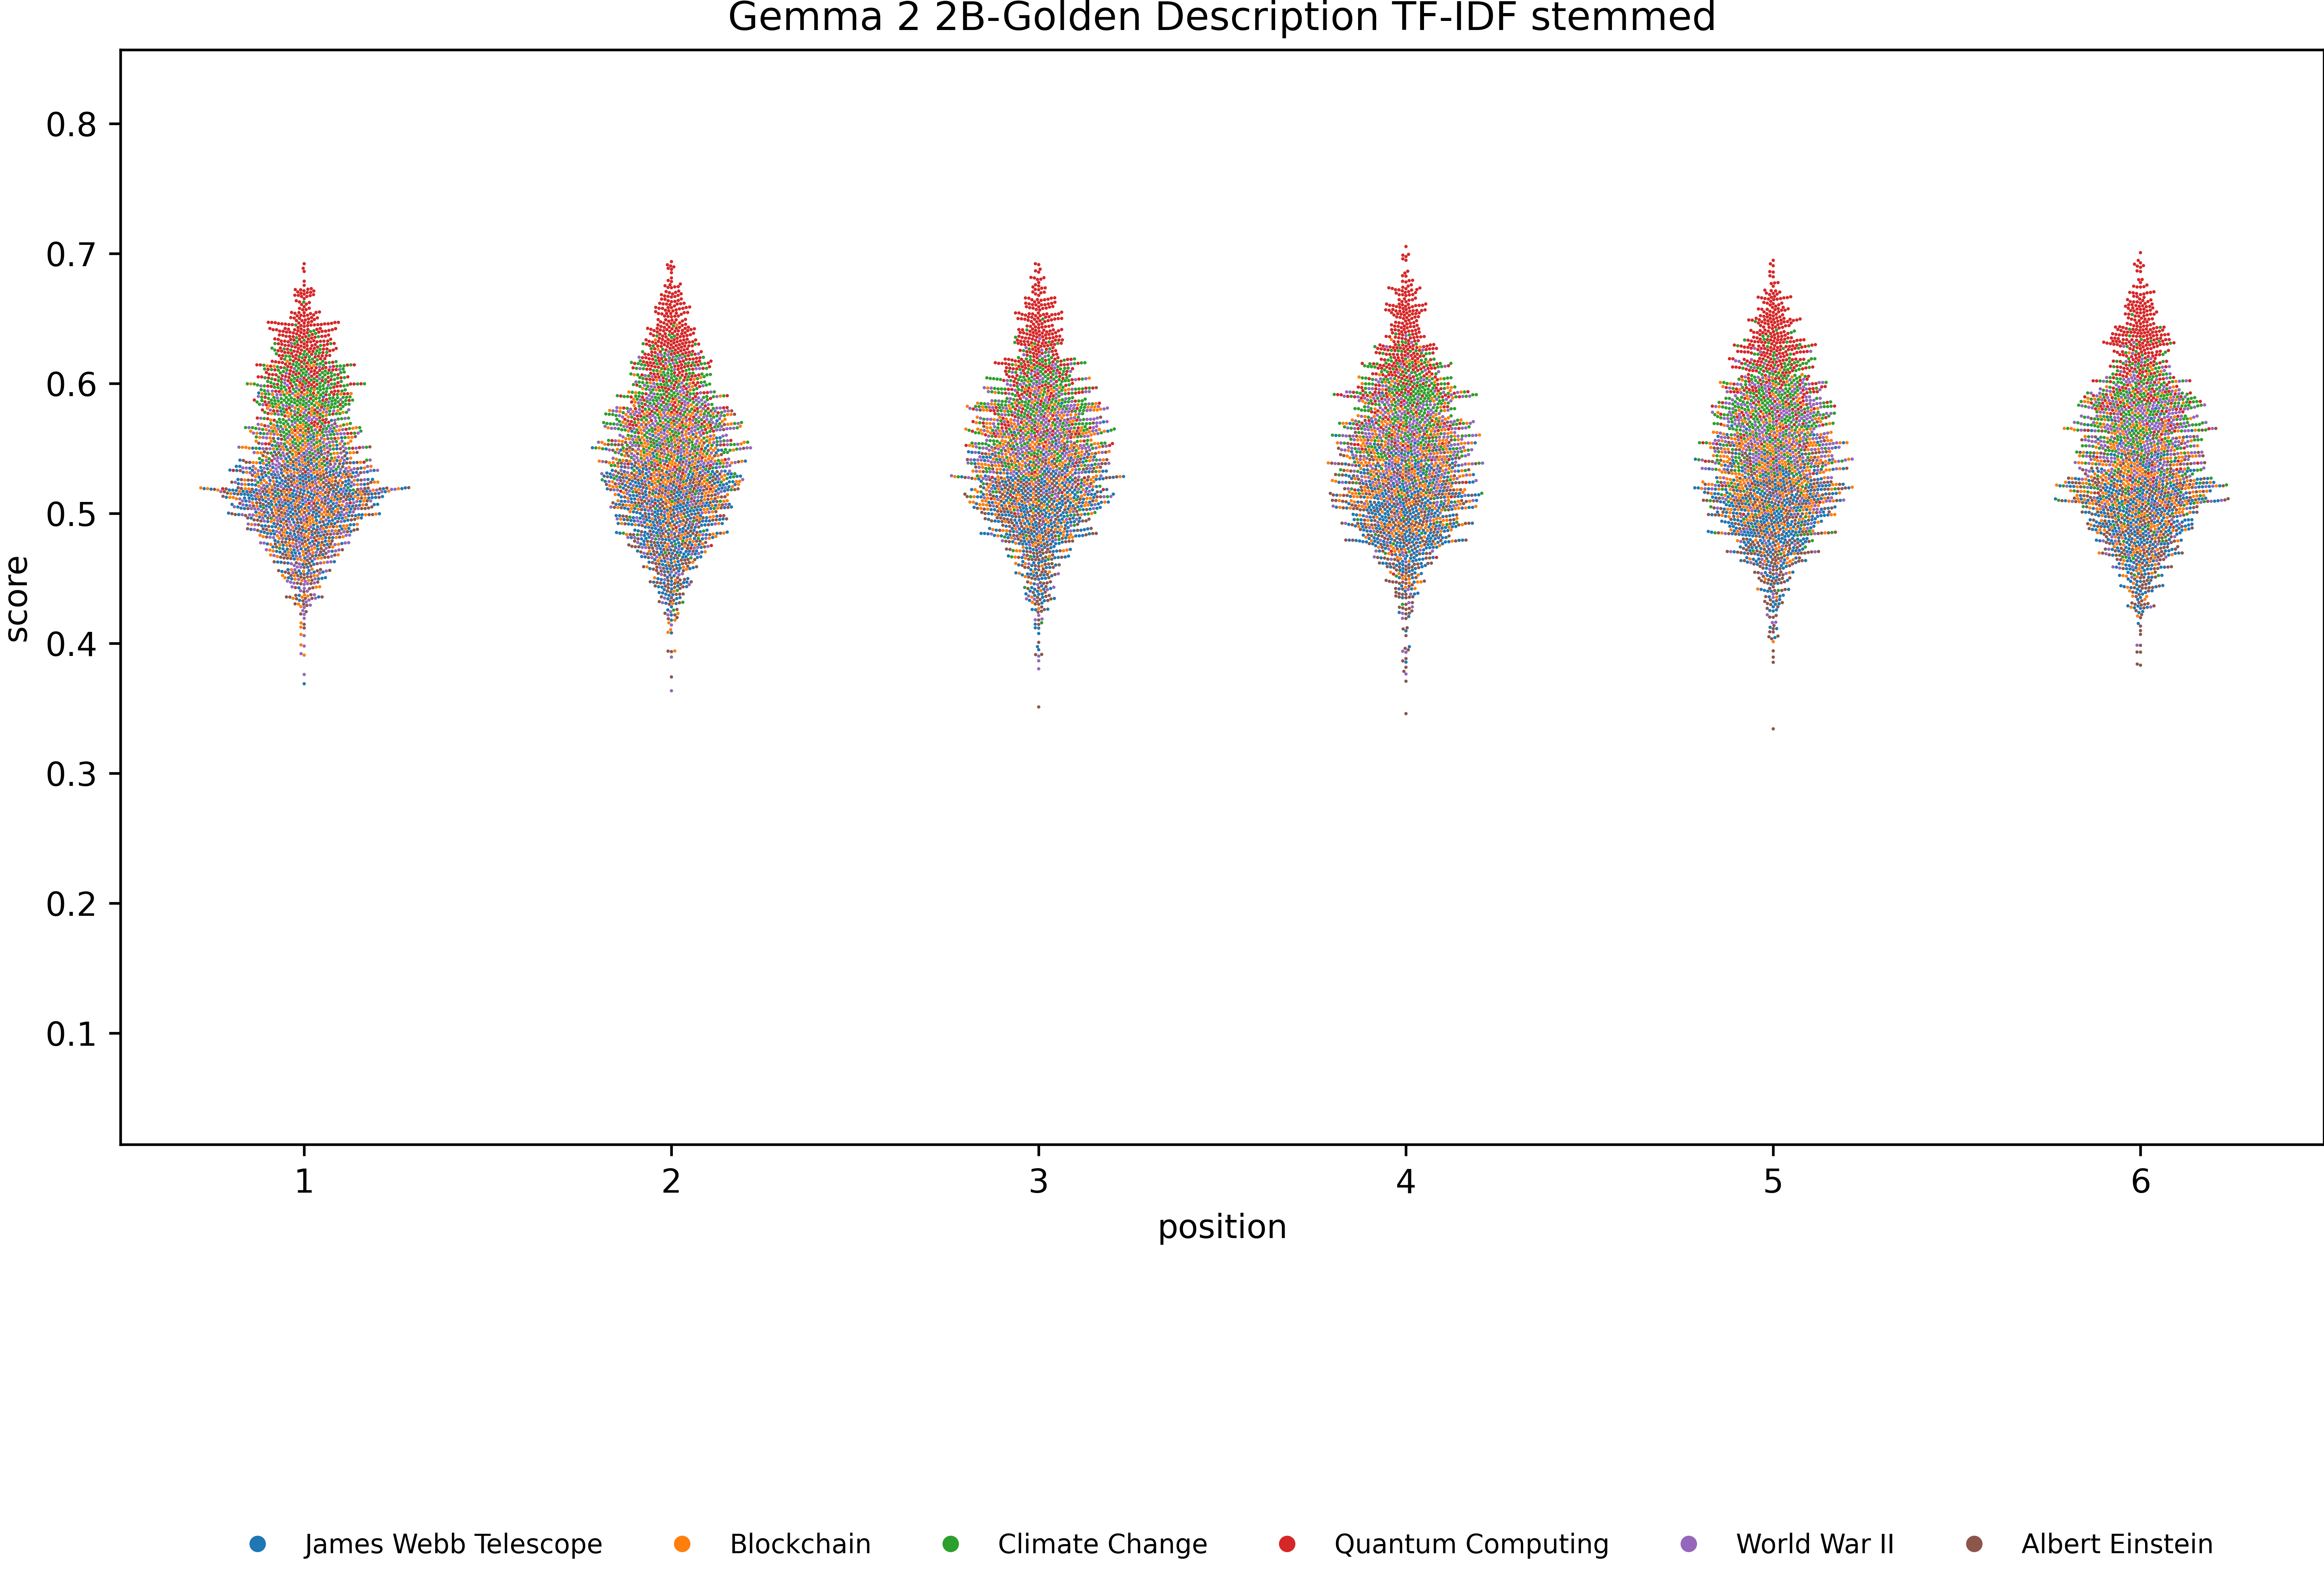 Gemma 2 2B-Golden Description TF-IDF stemmed
0.8
0.7
0.6
0.5
0.4
0.3
0.2
0.1
score
1 2 3 4 5 6
position
James Webb Telescope Blockchain Climate Change Quantum Computing World War II Albert Einstein